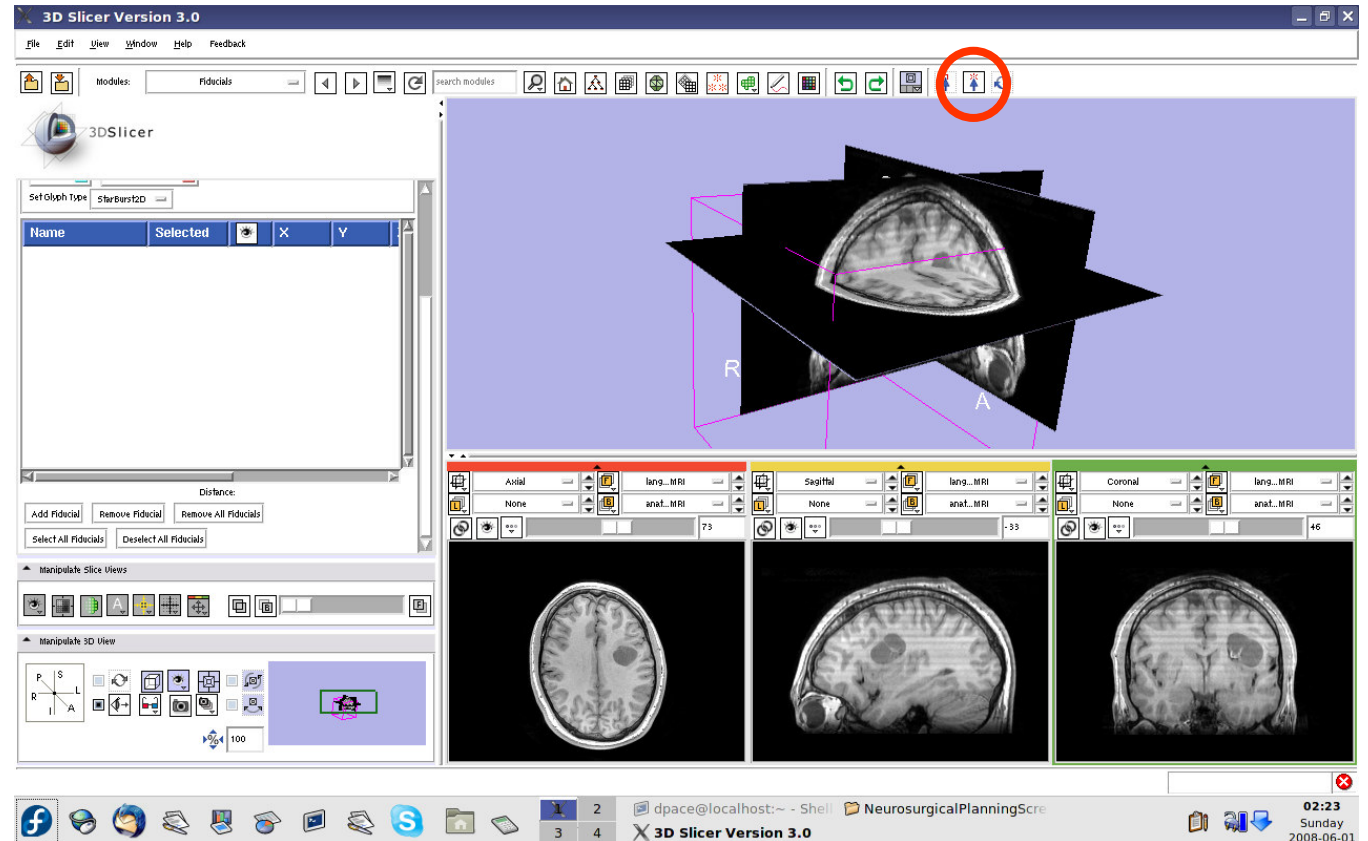 3D Slicer Version 3.0
File Edit View Window Help Feedback
Modules: Fiducials search modules
3DSlicer
Set Glyph Type StarBurst2D
Name Selected X Y
R
A
Distance:
Add Fiducial Remove Fiducial Remove All Fiducials
Select All Fiducials Deselect All Fiducials
Axial lang...MRI Sagittal lang...MRI Coronal lang...MRI
L None B anat...MRI L None B anat...MRI L None B anat...MRI
73 -33 46
Manipulate Slice Views
A B F
Manipulate 3D View
P S
R L
I A
% 100
1 2 dpace@localhost:~ - Shell NeurosurgicalPlanningScre
3 4 3D Slicer Version 3.0
02:23
Sunday
2008-06-01